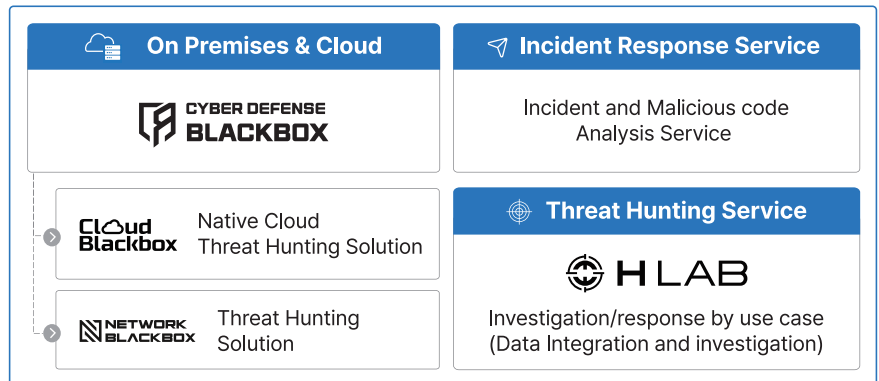 On Premises & Cloud
CYBER DEFENSE
BLACKBOX
Cloud
Blackbox
Native Cloud
Threat Hunting Solution
NETWORK
BLACKBOX
Threat Hunting
Solution
Incident Response Service
Incident and Malicious code
Analysis Service
Threat Hunting Service
H LAB
Investigation/response by use case
(Data Integration and investigation)